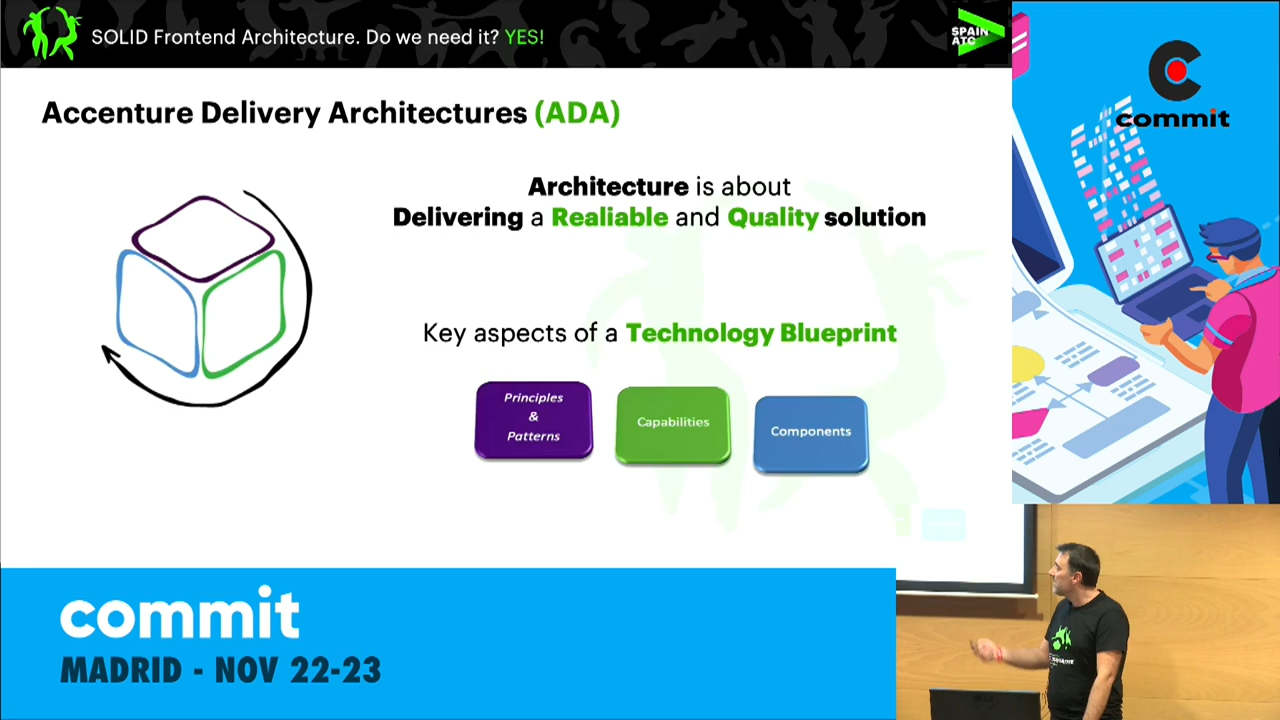 SOLID Frontend Architecture. Do we need it? YES!
SPAIN
ATC
Accenture Delivery Architectures (ADA)
Architecture is about
Delivering a Realiable and Quality solution
Key aspects of a Technology Blueprint
Principles
&
Patterns
Capabilities
Components
commit
commit
MADRID - NOV 22-23